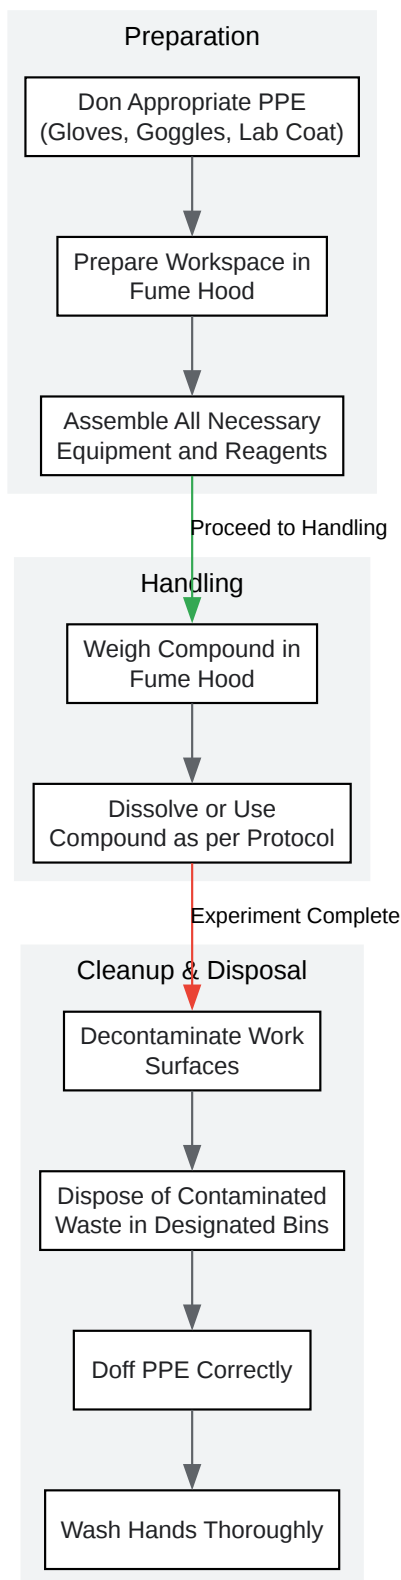 Preparation
Don Appropriate PPE
(Gloves, Goggles, Lab Coat)
Prepare Workspace in
Fume Hood
Assemble All Necessary
Equipment and Reagents
Proceed to Handling
Handling
Weigh Compound in
Fume Hood
Dissolve or Use
Compound as per Protocol
Experiment Complete
Cleanup & Disposal
Decontaminate Work
Surfaces
Dispose of Contaminated
Waste in Designated Bins
Doff PPE Correctly
Wash Hands Thoroughly